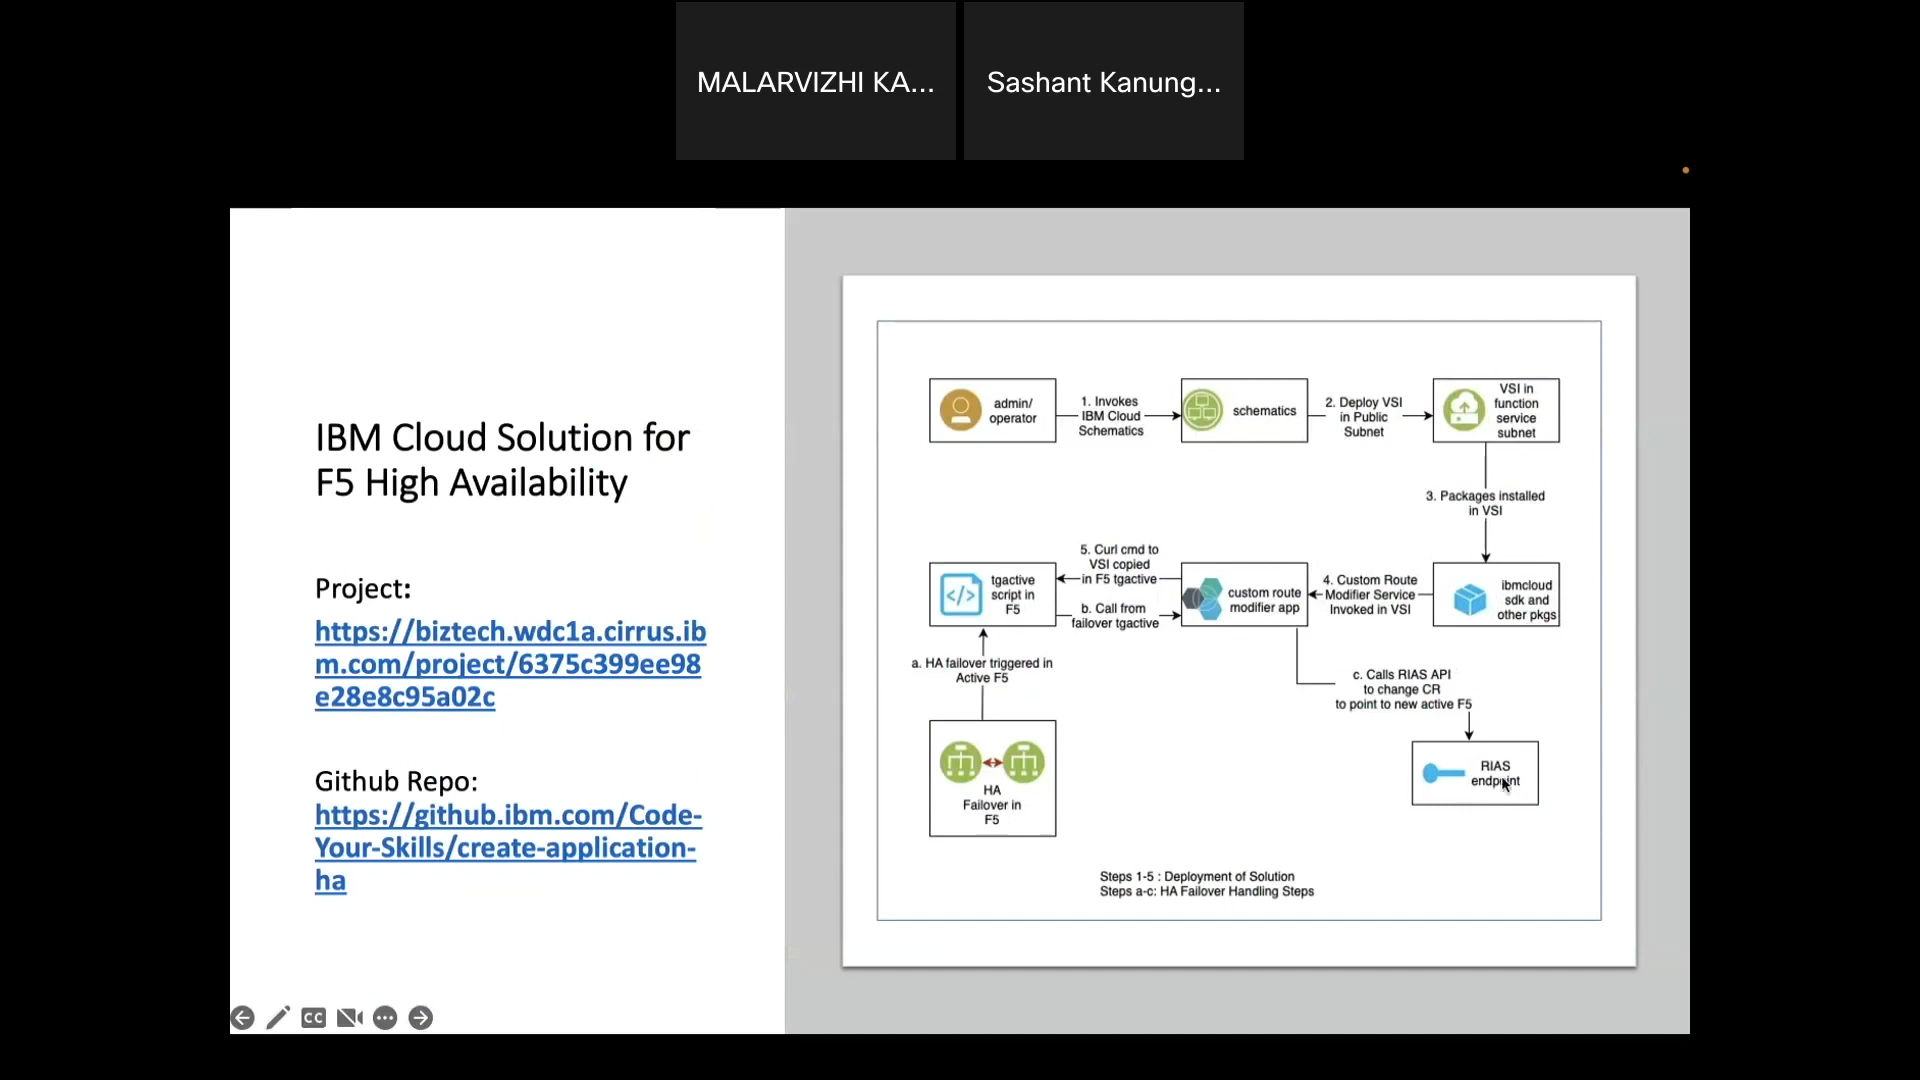 MALARVIZHI KA...
Sashant Kanung...
IBM Cloud Solution for
F5 High Availability
Project:
https://biztech.wdc1a.cirrus.ib
m.com/project/6375c399ee98
e28e8c95a02c
Github Repo:
https://github.ibm.com/Code-
Your-Skills/create-application-
ha
admin/
operator
1. Invokes
IBM Cloud
Schematics
schematics
2. Deploy VSI
in Public
Subnet
VSI in
function
service
subnet
3. Packages installed
in VSI
ibmcloud
sdk and
other pkgs
4. Custom Route
Modifier Service
Invoked in VSI
custom route
modifier app
5. Curl cmd to
VSI copied
in F5 tgactive
b. Call from
failover tgactive
tgactive
script in
F5
a. HA failover triggered in
Active F5
HA
Failover in
F5
c. Calls RIAS API
to change CR
to point to new active F5
RIAS
endpoint
Steps 1-5 : Deployment of Solution
Steps a-c: HA Failover Handling Steps
CC